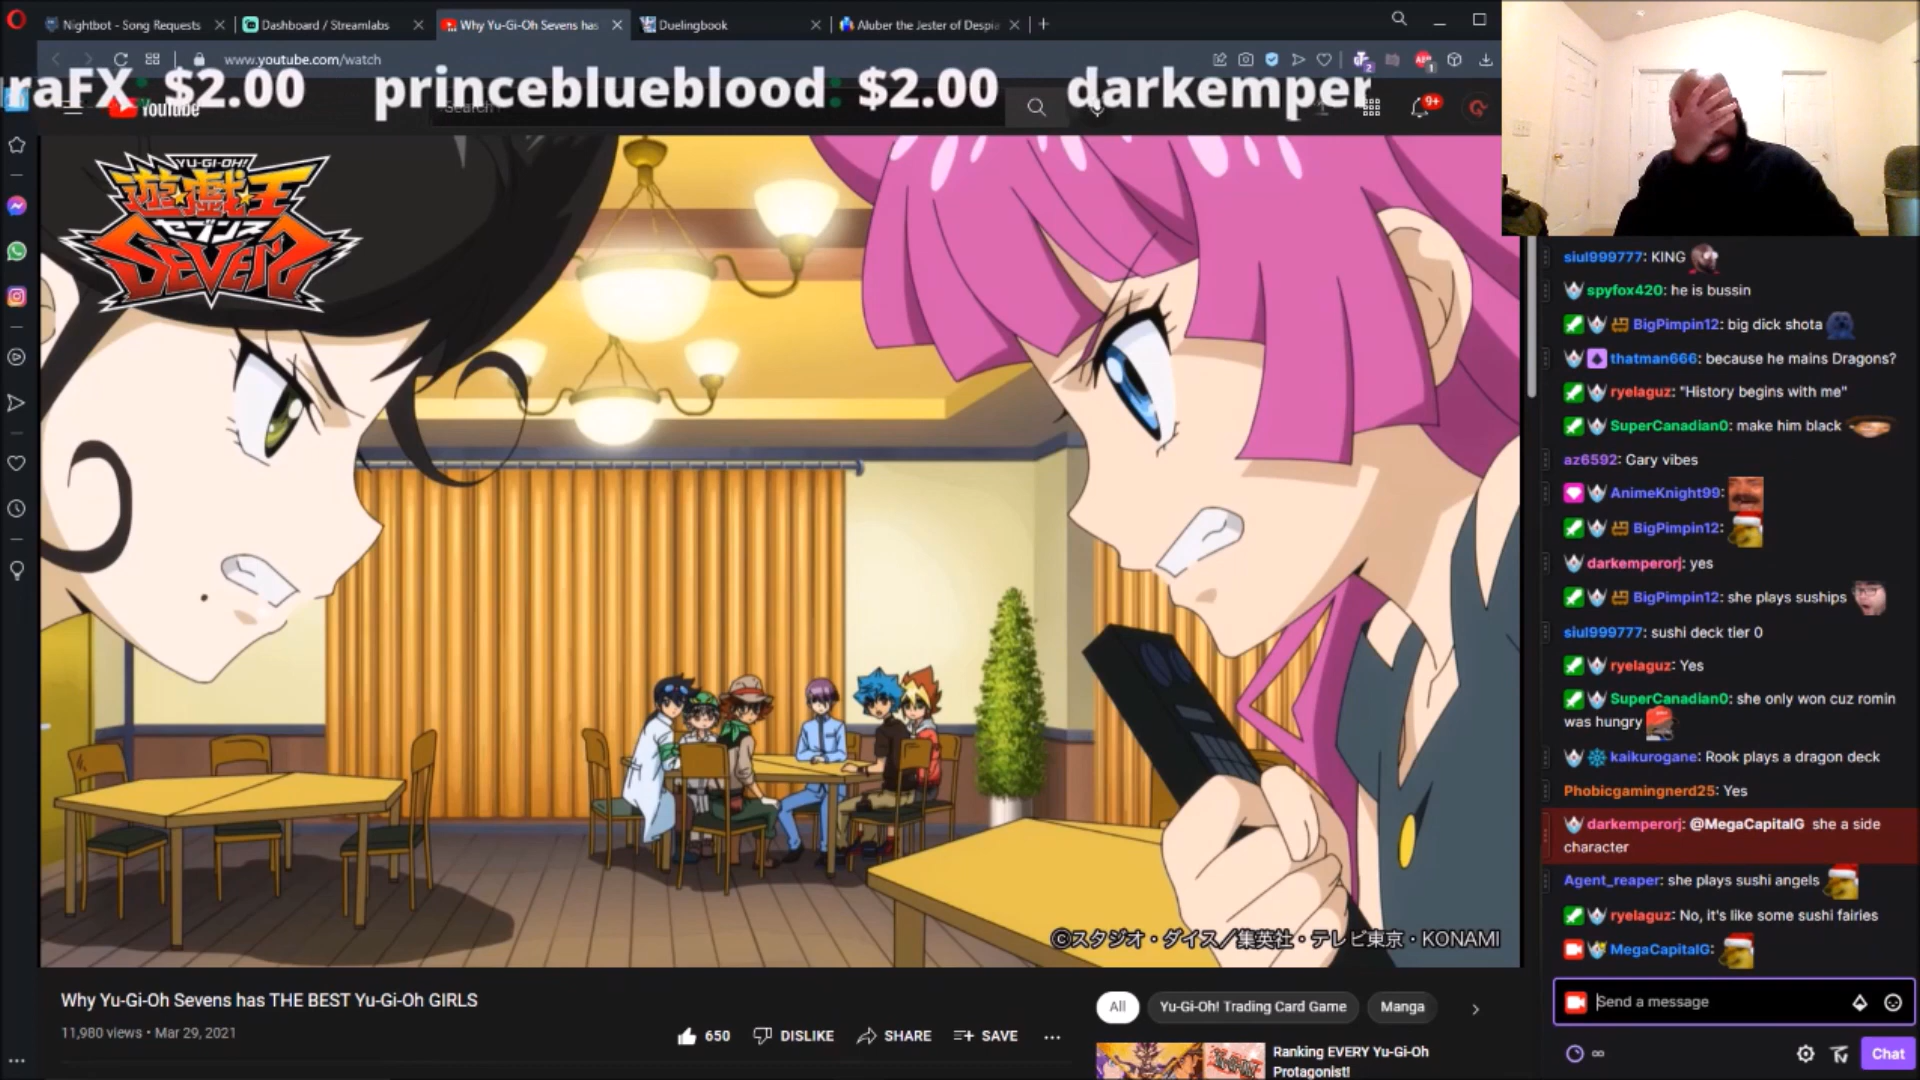 Nightbot - Song Requests
Dashboard / Streamlabs
Why Yu-Gi-Oh Sevens has
Duelingbook
Aluber the Jester of Despia
www.youtube.com/watch
raFX: $2.00 princeblueblood: $2.00 darkemper
YouTube
Search
9+
YU-GI-OH!
遊☆戯☆王
セブンス
SEVENS
©スタジオ・ダイス／集英社・テレビ東京・KONAMI
Why Yu-Gi-Oh Sevens has THE BEST Yu-Gi-Oh GIRLS
11,980 views • Mar 29, 2021
650
DISLIKE
SHARE
SAVE
All
Yu-Gi-Oh! Trading Card Game
Manga
Ranking EVERY Yu-Gi-Oh
Protagonist!
siul999777: KING
spyfox420: he is bussin
BigPimpin12: big dick shota
thatman666: because he mains Dragons?
ryelaguz: "History begins with me"
SuperCanadian0: make him black
az6592: Gary vibes
AnimeKnight99:
BigPimpin12:
darkemperorj: yes
BigPimpin12: she plays suships
siul999777: sushi deck tier 0
ryelaguz: Yes
SuperCanadian0: she only won cuz romin
was hungry
kaikurogane: Rook plays a dragon deck
Phobicgamingnerd25: Yes
darkemperorj: @MegaCapitalG she a side
character
Agent_reaper: she plays sushi angels
ryelaguz: No, it's like some sushi fairies
MegaCapitalG:
Send a message
Chat